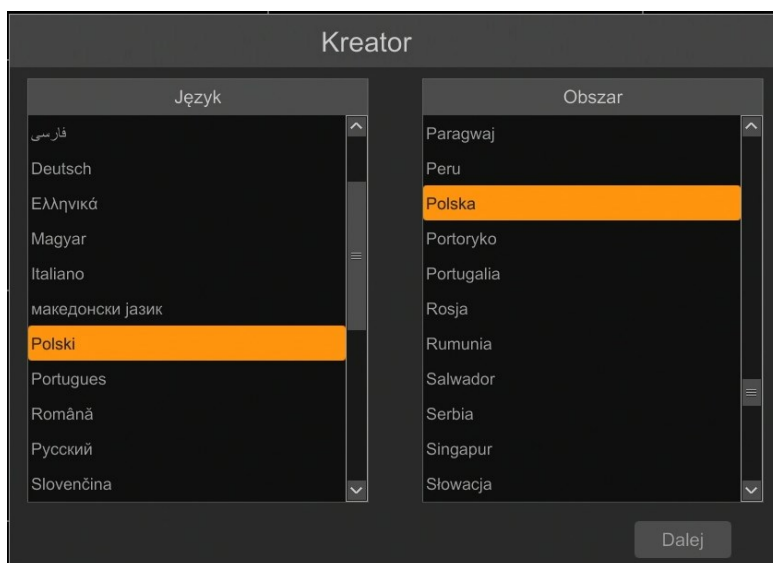 Kreator
Język
فارسی
Deutsch
Ελληνικά
Magyar
Italiano
македонски јазик
Polski
Portugues
Română
Русский
Slovenčina
Obszar
Paragwaj
Peru
Polska
Portoryko
Portugalia
Rosja
Rumunia
Salwador
Serbia
Singapur
Słowacja
Dalej